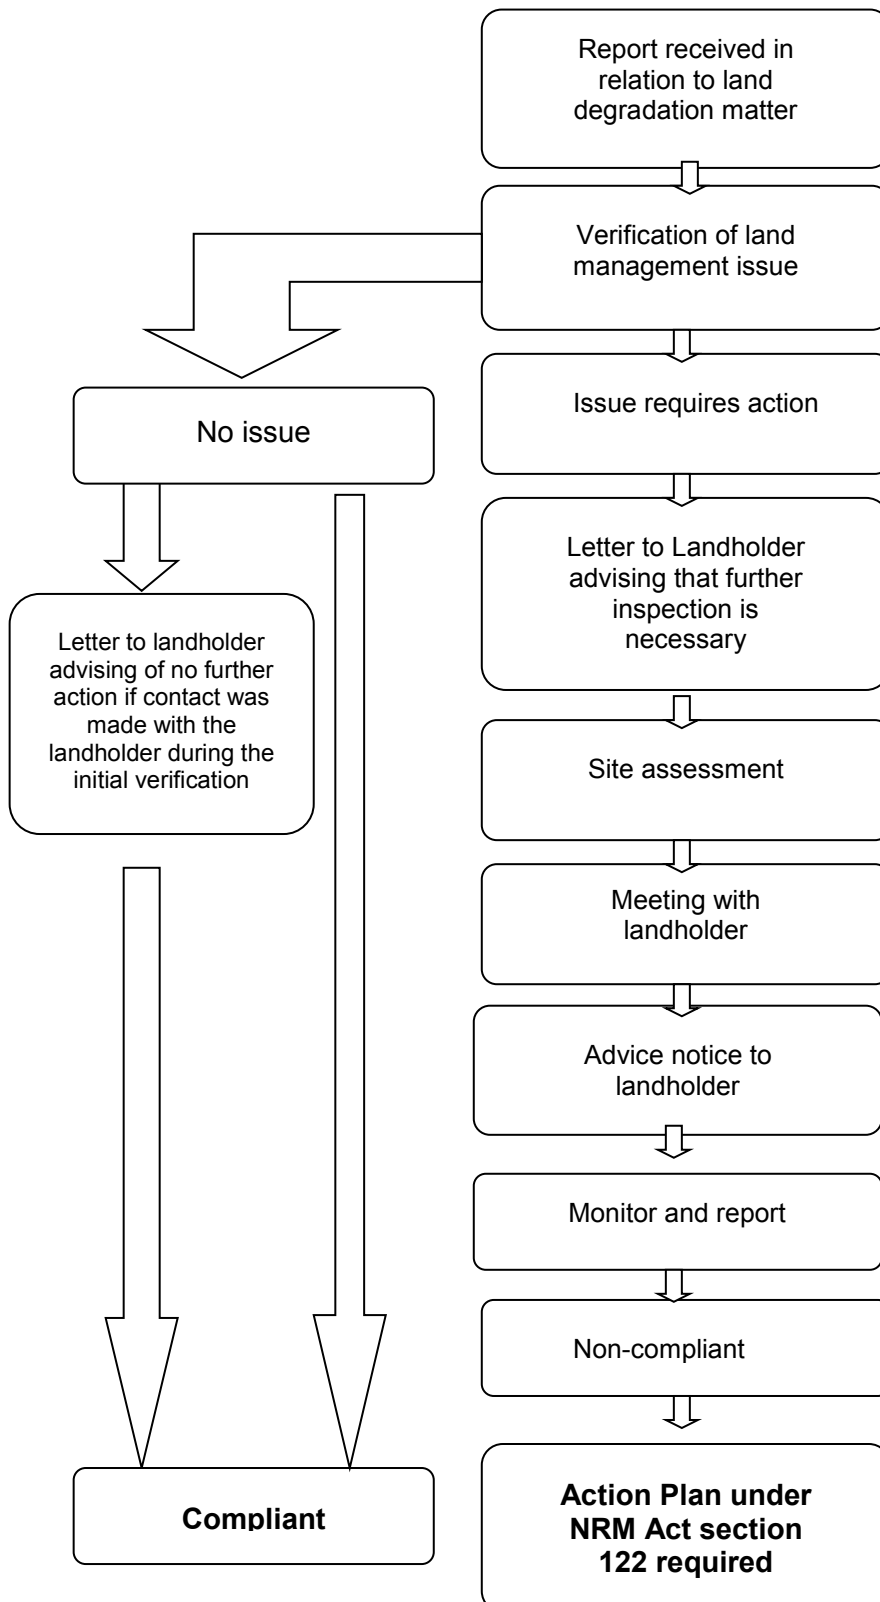 Report received in
relation to land
degradation matter
Verification of land
management issue
Issue requires action
No issue
Letter to Landholder
advising that further
inspection is
necessary
Letter to landholder
advising of no further
action if contact was
made with the
landholder during the
initial verification
Site assessment
Meeting with
landholder
Advice notice to
landholder
Monitor and report
Non-compliant
Compliant
Action Plan under
NRM Act section
122 required